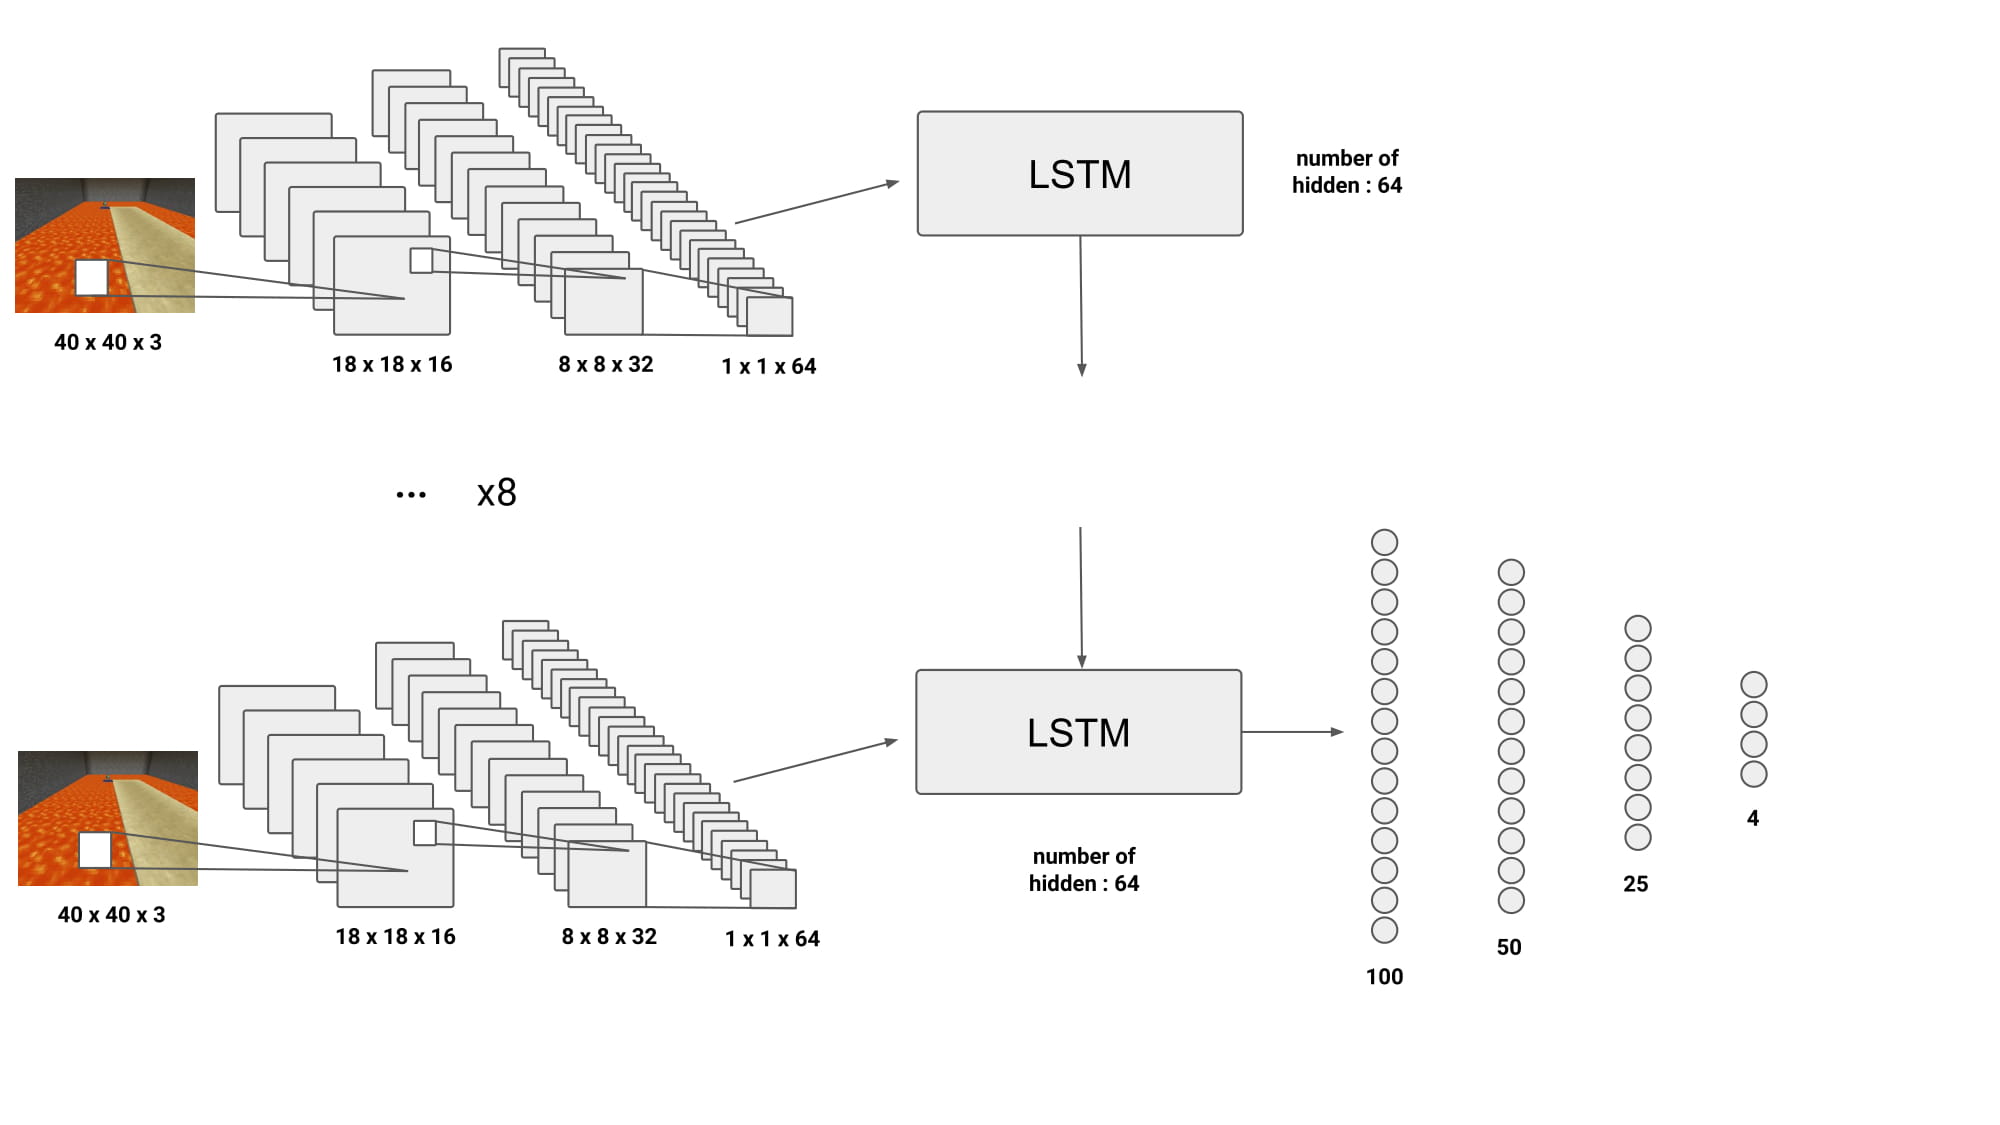 LSTM
number of
hidden : 64
40 x 40 x 3
18 x 18 x 16
8 x 8 x 32
1 x 1 x 64
... x8
LSTM
number of
hidden : 64
40 x 40 x 3
18 x 18 x 16
8 x 8 x 32
1 x 1 x 64
100
50
25
4